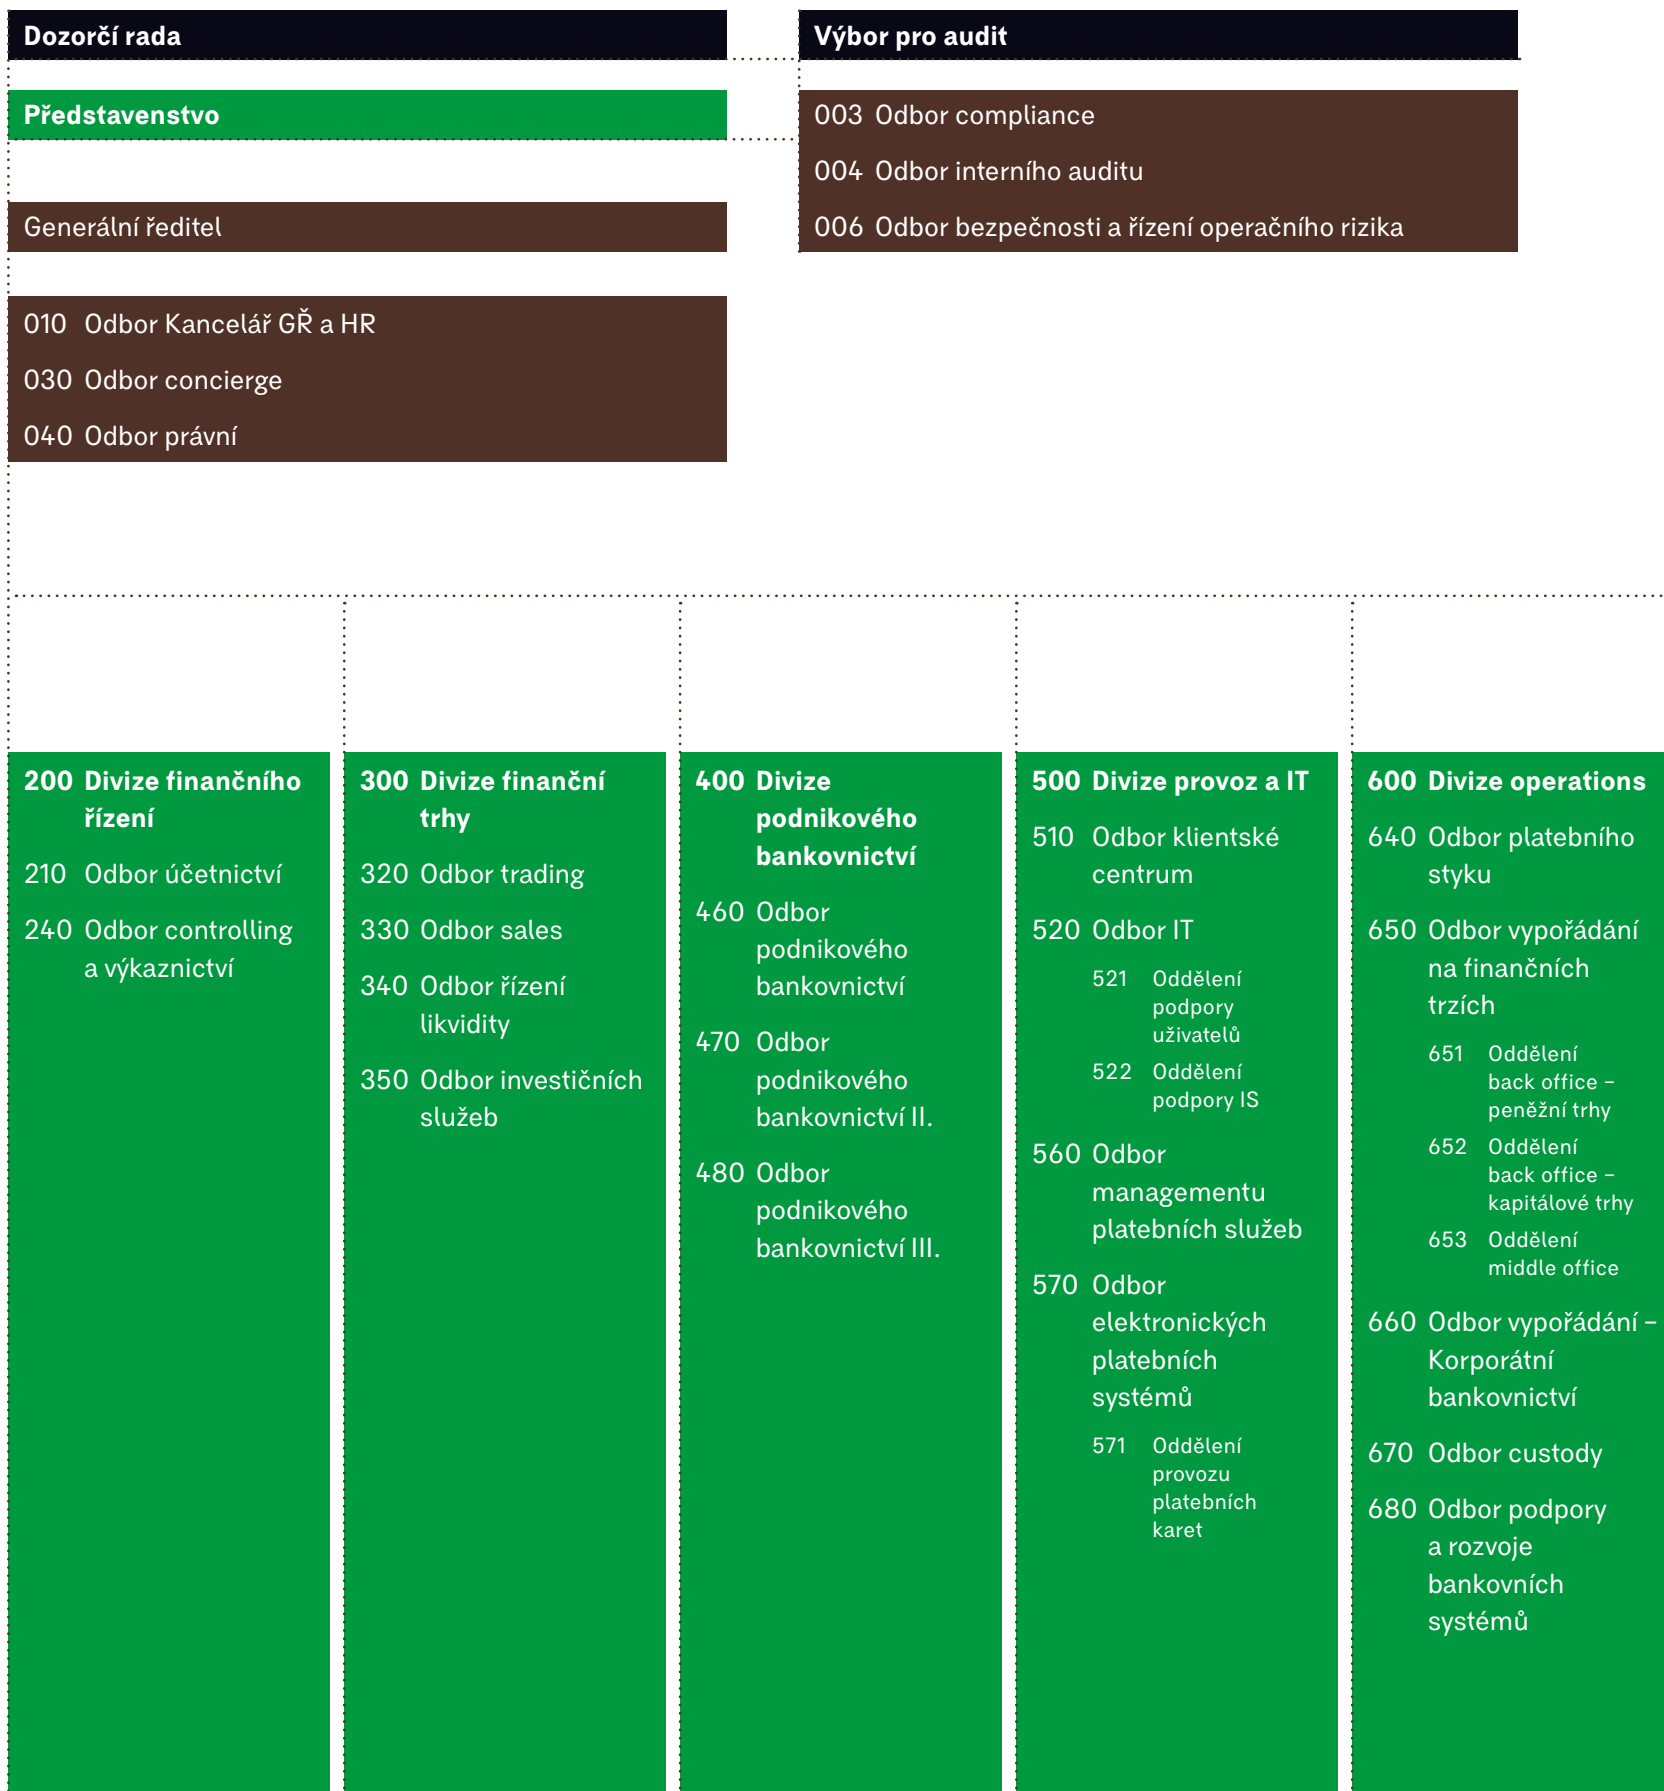 Dozorčí rada
Výbor pro audit
Představenstvo
003 Odbor compliance
004 Odbor interního auditu
006 Odbor bezpečnosti a řízení operačního rizika
Generální ředitel
010 Odbor Kancelář GŘ a HR
030 Odbor concierge
040 Odbor právní
200 Divize finančního
řízení
210 Odbor účetnictví
240 Odbor controlling
a výkaznictví
300 Divize finanční
trhy
320 Odbor trading
330 Odbor sales
340 Odbor řízení
likvidity
350 Odbor investičních
služeb
400 Divize
podnikového
bankovnictví
460 Odbor
podnikového
bankovnictví
470 Odbor
podnikového
bankovnictví II.
480 Odbor
podnikového
bankovnictví III.
500 Divize provoz a IT
510 Odbor klientské
centrum
520 Odbor IT
521 Oddělení
podpory
uživatelů
522 Oddělení
podpory IS
560 Odbor
managementu
platebních služeb
570 Odbor
elektronických
platebních
systémů
571 Oddělení
provozu
platebních
karet
600 Divize operations
640 Odbor platebního
styku
650 Odbor vypořádání
na finančních
trzích
651 Oddělení
back office –
peněžní trhy
652 Oddělení
back office –
kapitálové trhy
653 Oddělení
middle office
660 Odbor vypořádání –
Korporátní
bankovnictví
670 Odbor custody
680 Odbor podpory
a rozvoje
bankovních
systémů